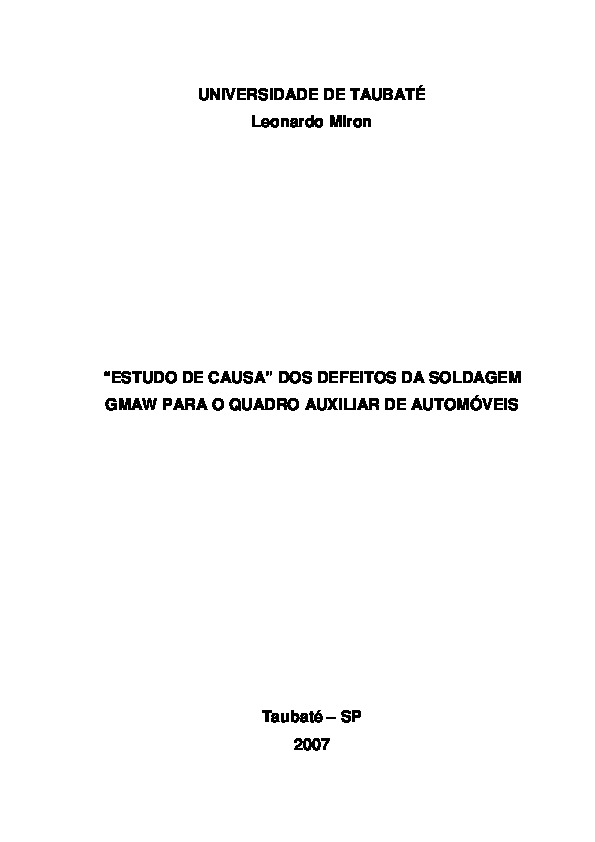 UNIVERSIDADE DE TAUBATÉ
Leonardo Miron
“ESTUDO DE CAUSA” DOS DEFEITOS DA SOLDAGEM
GMAW PARA O QUADRO AUXILIAR DE AUTOMÓVEIS
Taubaté – SP
2007